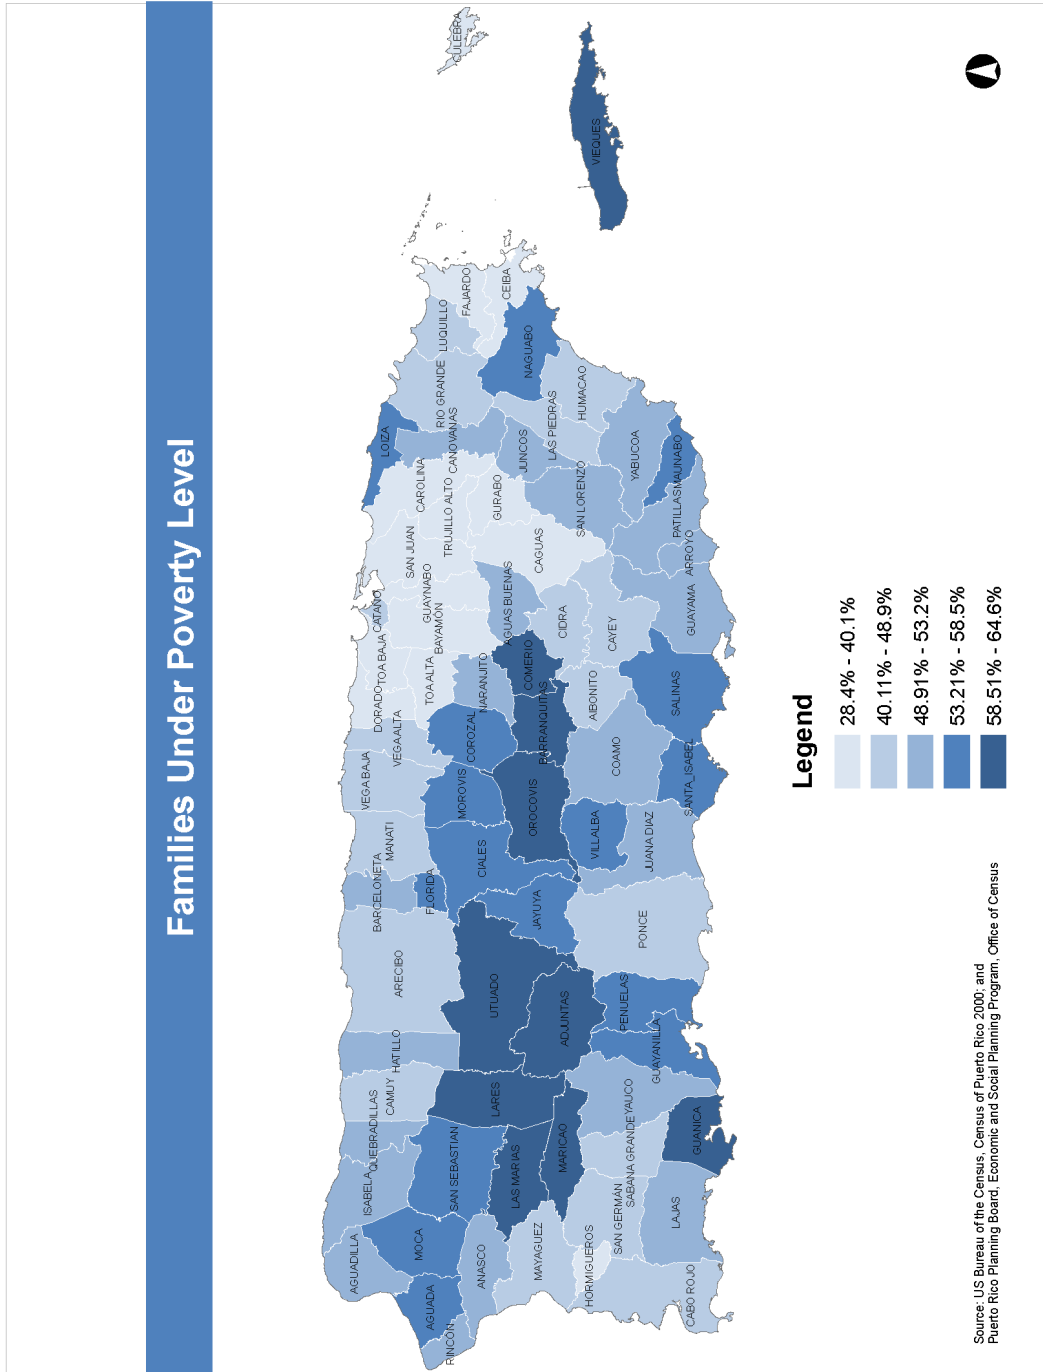 Families Under Poverty Level
CULEBRA
VIEQUES
FAJARDO
CEIBA
LUQUILLO
NAGUABO
RIO GRANDE
HUMACAO
LAS PIEDRAS
LOIZA
CANOVANAS
JUNCOS
YABUCOA
MAUNABO
CAROLINA
GURABO
SAN LORENZO
PATILLAS
TRUJILLO ALTO
SAN JUAN
CAGUAS
ARROYO
GUAYNABO
AGUAS BUENAS
GUAYAMA
CATAÑO
BAYAMÓN
CIDRA
CAYEY
TOA BAJA
TOA ALTA
NARANJITO
COMERIO
AIBONITO
SALINAS
DORADO
VEGA ALTA
COROZAL
BARRANQUITAS
COAMO
SANTA_ISABEL
VEGA BAJA
MOROVIS
OROCOVIS
VILLALBA
JUANA DIAZ
MANATI
CIALES
BARCELONETA
FLORIDA
JAYUYA
PONCE
ARECIBO
UTUADO
ADJUNTAS
PENUELAS
GUAYANILLA
HATILLO
CAMUY
LARES
YAUCO
GUANICA
QUEBRADILLAS
MARICAO
SABANA GRANDE
ISABELA
SAN SEBASTIAN
LAS MARIAS
SAN GERMÁN
LAJAS
AGUADILLA
MOCA
ANASCO
MAYAGUEZ
HORMIGUEROS
CABO ROJO
AGUADA
RINCON
Legend
28.4% - 40.1%
40.11% - 48.9%
48.91% - 53.2%
53.21% - 58.5%
58.51% - 64.6%
Source: US Bureau of the Census, Census of Puerto Rico 2000; and
Puerto Rico Planning Board, Economic and Social Planning Program, Office of Census